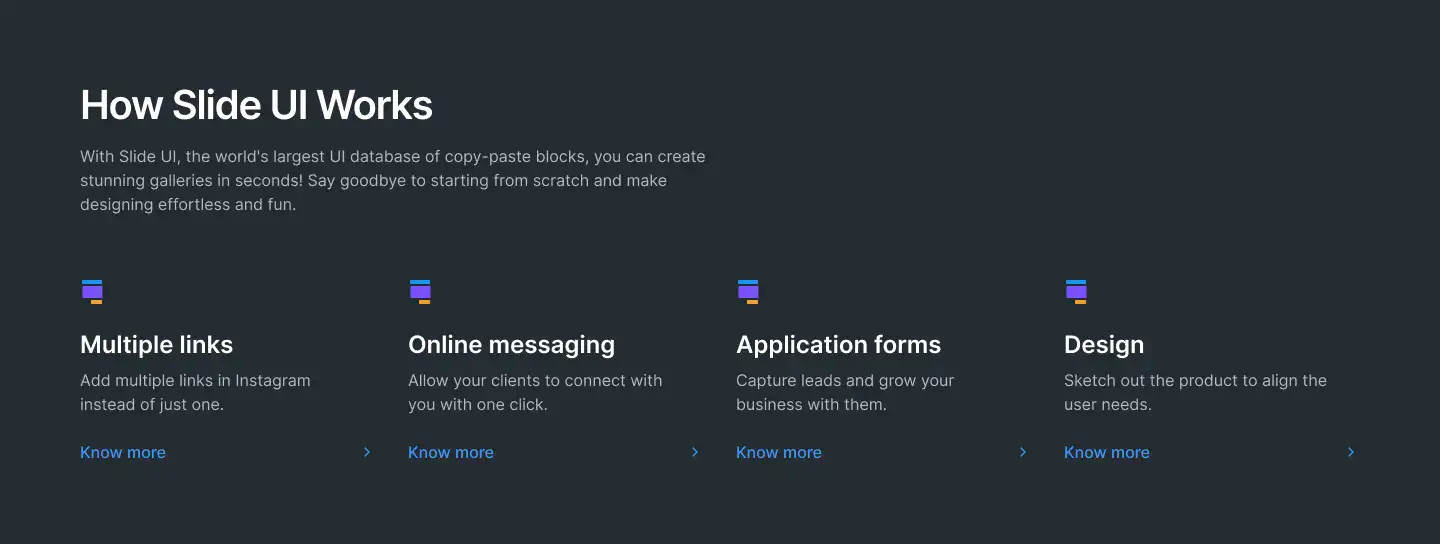 How Slide UI Works
With Slide UI, the world's largest UI database of copy-paste blocks, you can create
stunning galleries in seconds! Say goodbye to starting from scratch and make
designing effortless and fun.
Multiple links
Add multiple links in Instagram
instead of just one.
Know more
Online messaging
Allow your clients to connect with
you with one click.
Know more
Application forms
Capture leads and grow your
business with them.
Know more
Design
Sketch out the product to align the
user needs.
Know more